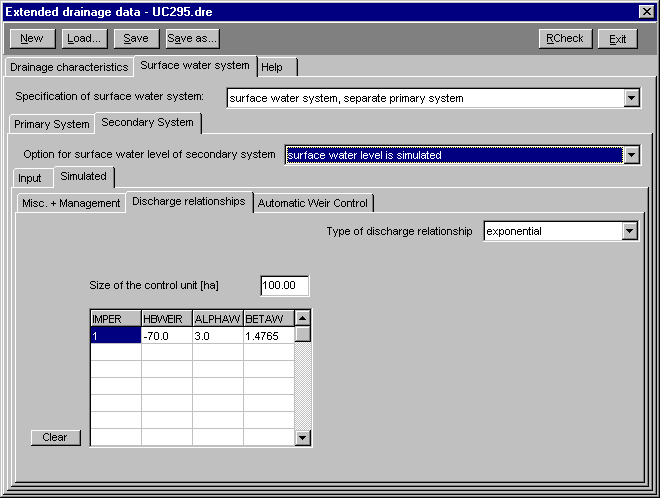 Extended drainage data - UC295.dre
New Load... Save Save as... RCheck Exit
Drainage characteristics Surface water system Help
Specification of surface water system: surface water system, separate primary system
Primary System Secondary System
Option for surface water level of secondary system surface water level is simulated
Input Simulated
Misc. + Management Discharge relationships Automatic Weir Control
Type of discharge relationship exponential
Size of the control unit [ha] 100.00
IMPER HBWEIR ALPHAW BETAW
1 -70.0 3.0 1.4765
Clear